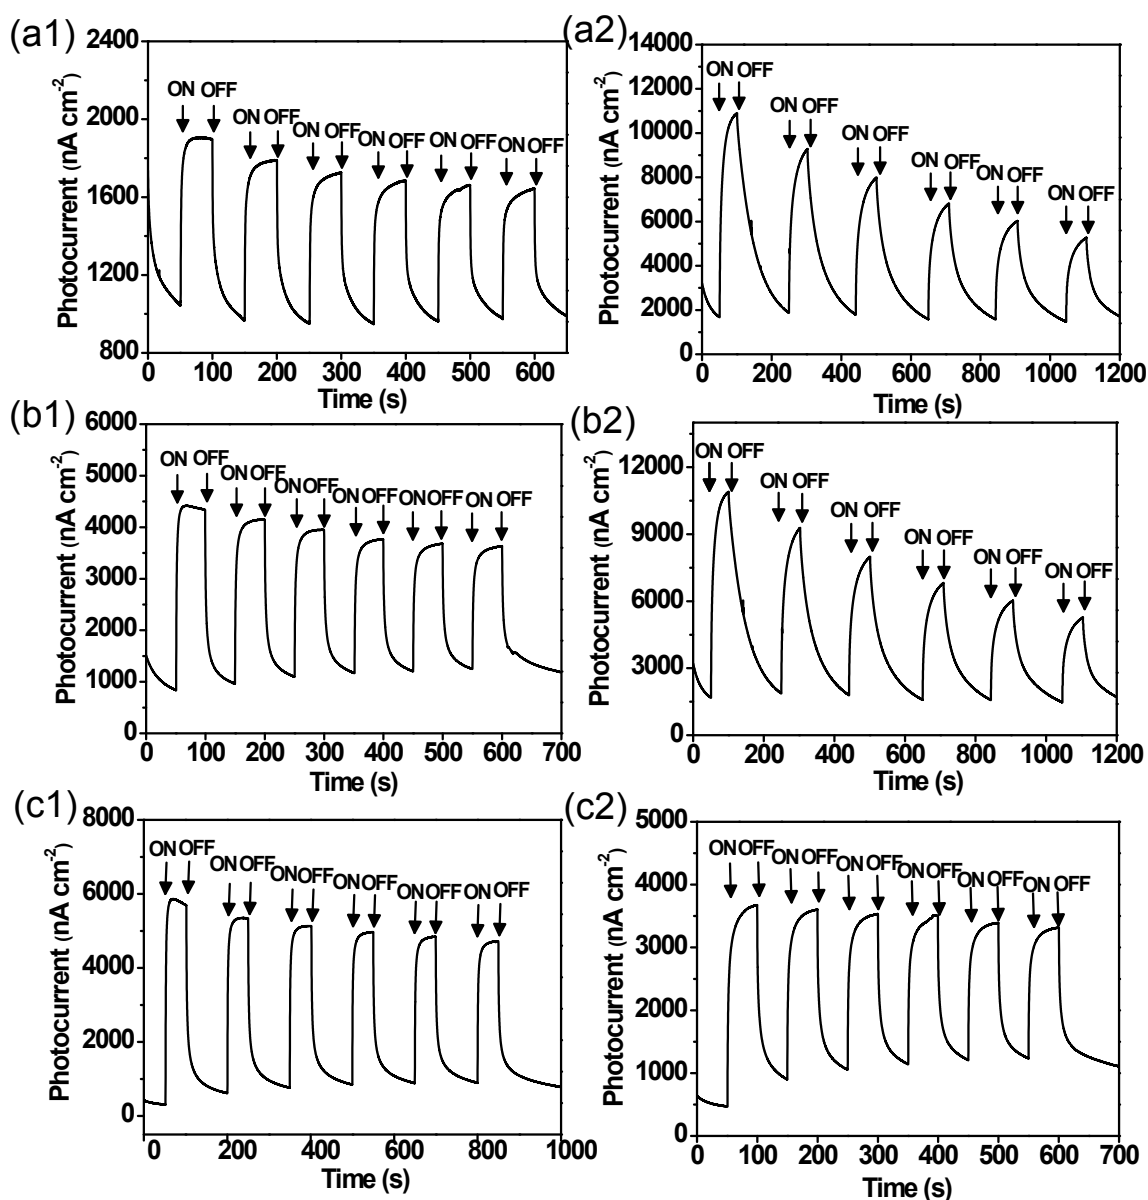 (a1)
2400
2000
1600
1200
800
Photocurrent (nA cm-2)
ON OFF
ON OFF
ON OFF
ON OFF
ON OFF
ON OFF
0 100 200 300 400 500 600
Time (s)
(a2)
14000
12000
10000
8000
6000
4000
2000
0
Photocurrent (nA cm-2)
ON OFF
ON OFF
ON OFF
ON OFF
ON OFF
ON OFF
0 200 400 600 800 1000 1200
Time (s)
(b1)
6000
5000
4000
3000
2000
1000
0
Photocurrent (nA cm-2)
ON OFF
ON OFF
ON OFF
ON OFF
ON OFF
ON OFF
0 100 200 300 400 500 600 700
Time (s)
(b2)
12000
9000
6000
3000
0
Photocurrent (nA cm-2)
ON OFF
ON OFF
ON OFF
ON OFF
ON OFF
ON OFF
0 200 400 600 800 1000 1200
Time (s)
(c1)
8000
6000
4000
2000
0
Photocurrent (nA cm-2)
ON OFF
ON OFF
ON OFF
ON OFF
ON OFF
ON OFF
0 200 400 600 800 1000
Time (s)
(c2)
5000
4000
3000
2000
1000
0
Photocurrent (nA cm-2)
ON OFF
ON OFF
ON OFF
ON OFF
ON OFF
ON OFF
0 100 200 300 400 500 600 700
Time (s)